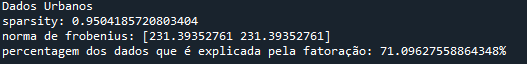 Dados Urbanos
sparsity: 0.9504185720803404
norma de frobenius: [231.39352761 231.39352761]
percentagem dos dados que é explicada pela fatoração: 71.09627558864348%